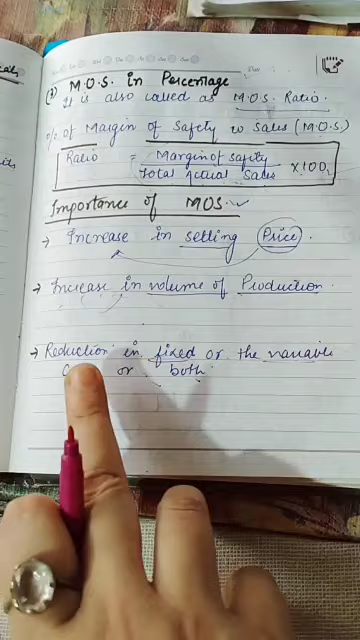 (3) M.O.S. in Percentage
It is also called as M.O.S. Ratio.
% of Margin of Safety to Sales (M.O.S)
Ratio = Margin of Safety
Total Actual Sales × 100
Importance of MOS.
→ Increase in selling Price.
→ Increase in volume of Production.
→ Reduction in fixed or the variable
or both.